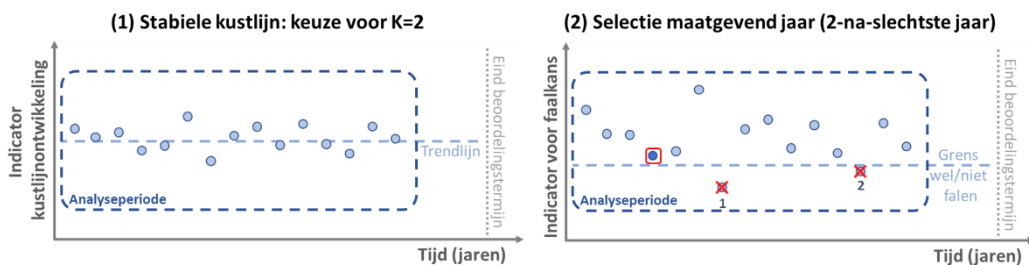 (1) Stabiele kustlijn: keuze voor K=2
Indicator
kustlijnontwikkeling
Trendlijn
Analyseperiode
Eind beoordelingstermijn
Tijd (jaren)
(2) Selectie maatgevend jaar (2-na-slechtste jaar)
Indicator voor faalkans
1
2
Grens
wel/niet
falen
Analyseperiode
Eind beoordelingstermijn
Tijd (jaren)